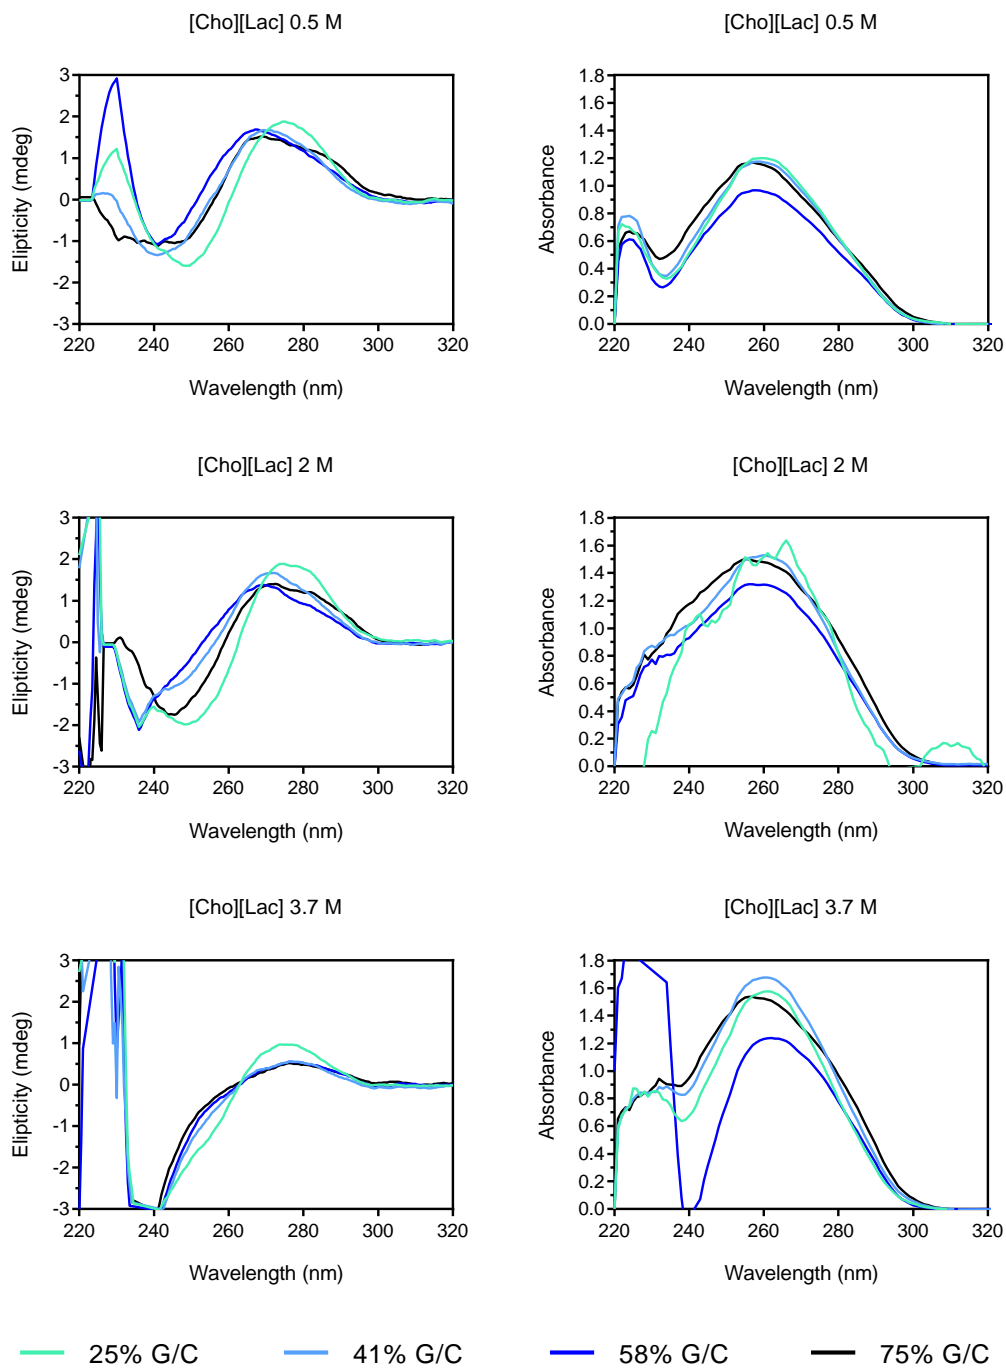 [Cho][Lac] 0.5 M
[Cho][Lac] 0.5 M
3
2
1
0
-1
-2
-3
220 240 260 280 300 320
Elipticity (mdeg)
Wavelength (nm)
1.8
1.6
1.4
1.2
1.0
0.8
0.6
0.4
0.2
0.0
220 240 260 280 300 320
Absorbance
Wavelength (nm)
[Cho][Lac] 2 M
[Cho][Lac] 2 M
3
2
1
0
-1
-2
-3
220 240 260 280 300 320
Elipticity (mdeg)
Wavelength (nm)
1.8
1.6
1.4
1.2
1.0
0.8
0.6
0.4
0.2
0.0
220 240 260 280 300 320
Absorbance
Wavelength (nm)
[Cho][Lac] 3.7 M
[Cho][Lac] 3.7 M
3
2
1
0
-1
-2
-3
220 240 260 280 300 320
Elipticity (mdeg)
Wavelength (nm)
1.8
1.6
1.4
1.2
1.0
0.8
0.6
0.4
0.2
0.0
220 240 260 280 300 320
Absorbance
Wavelength (nm)
25% G/C 41% G/C 58% G/C 75% G/C